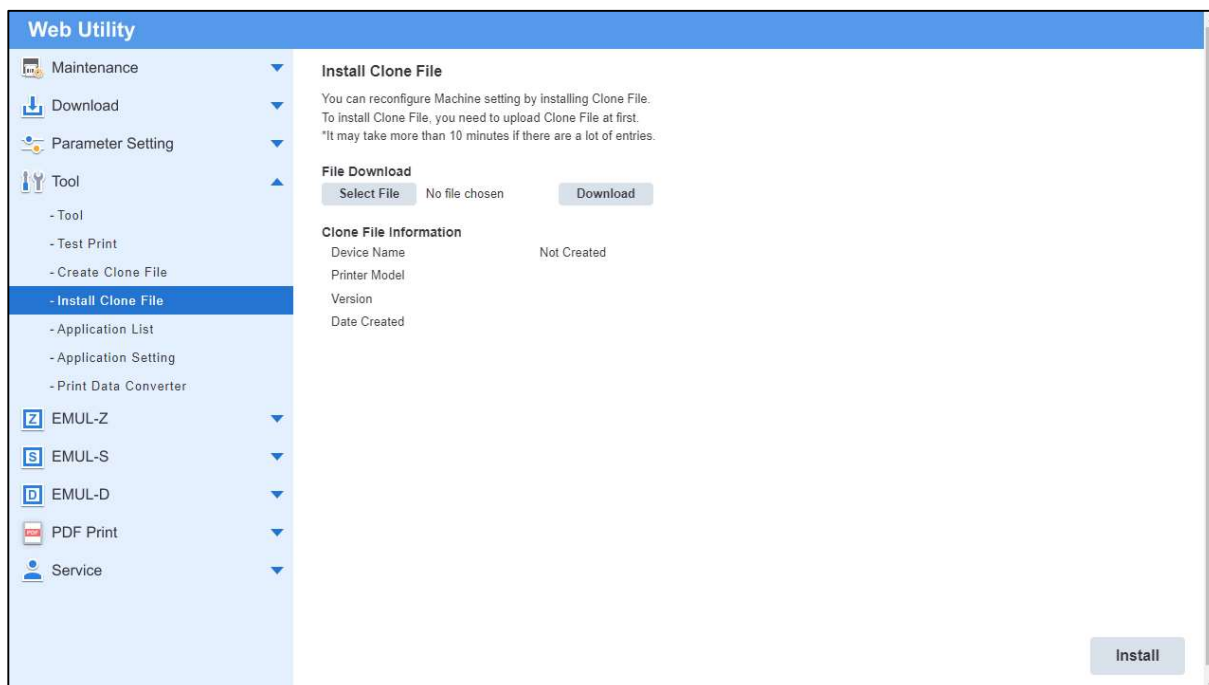 Web Utility
Maintenance
Download
Parameter Setting
Tool
- Tool
- Test Print
- Create Clone File
- Install Clone File
- Application List
- Application Setting
- Print Data Converter
Z EMUL-Z
S EMUL-S
D EMUL-D
PDF PDF Print
Service
Install Clone File
You can reconfigure Machine setting by installing Clone File.
To install Clone File, you need to upload Clone File at first.
*It may take more than 10 minutes if there are a lot of entries.
File Download
Select File No file chosen Download
Clone File Information
Device Name Not Created
Printer Model
Version
Date Created
Install